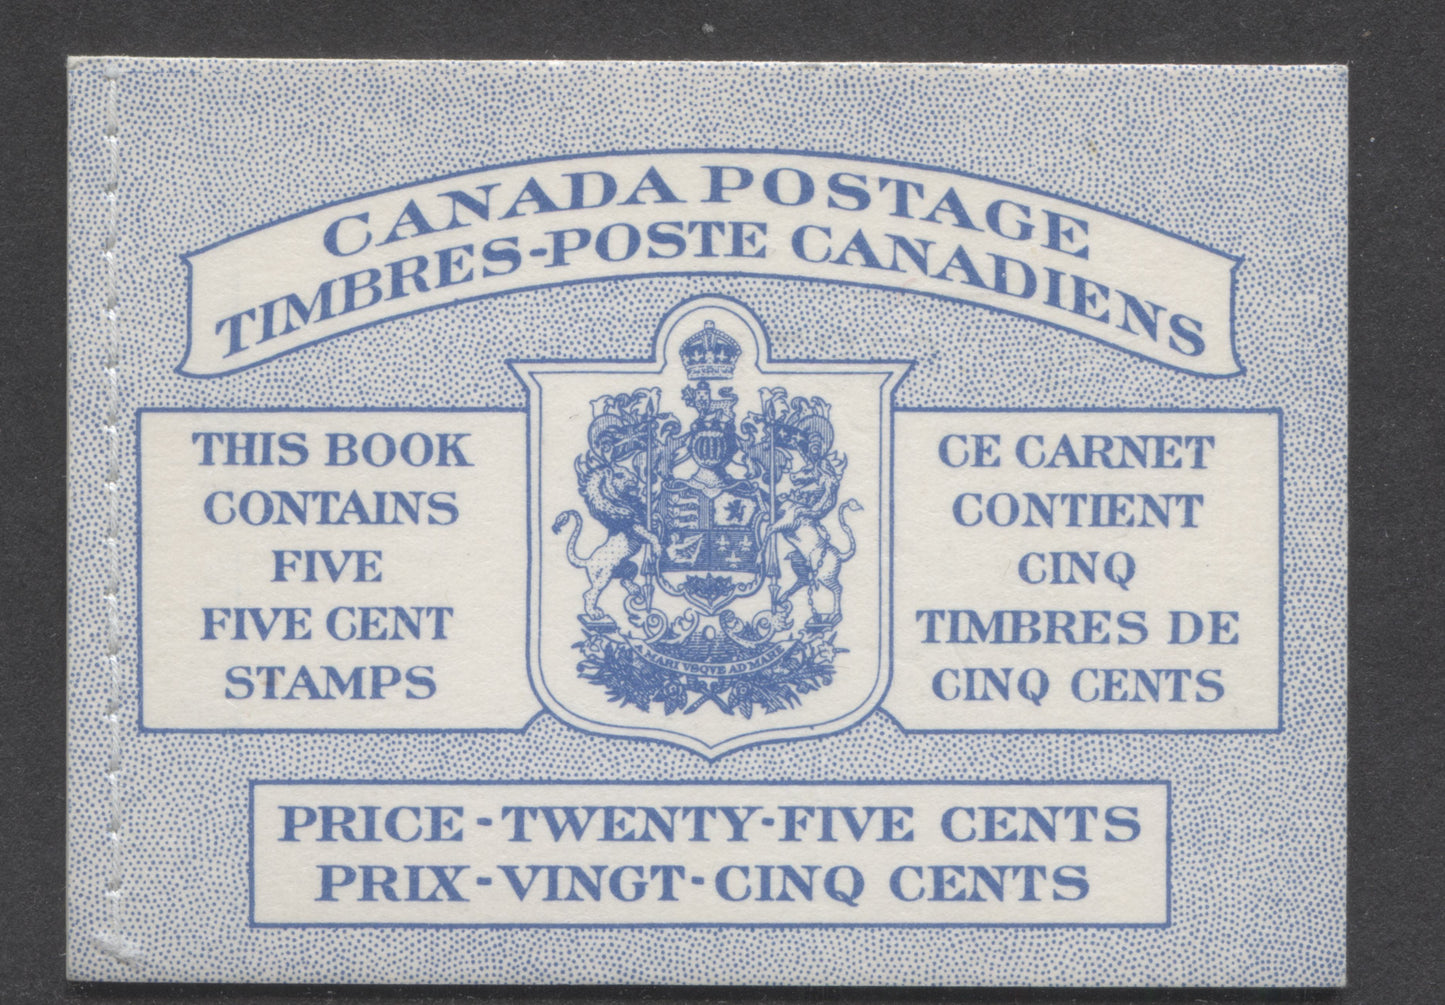 CANADA POSTAGE
TIMBRES-POSTE CANADIENS
THIS BOOK
CONTAINS
FIVE
FIVE CENT
STAMPS
A MARI VSQVE AD MARE
CE CARNET
CONTIENT
CINQ
TIMBRES DE
CINQ CENTS
PRICE - TWENTY-FIVE CENTS
PRIX - VINGT - CINQ CENTS